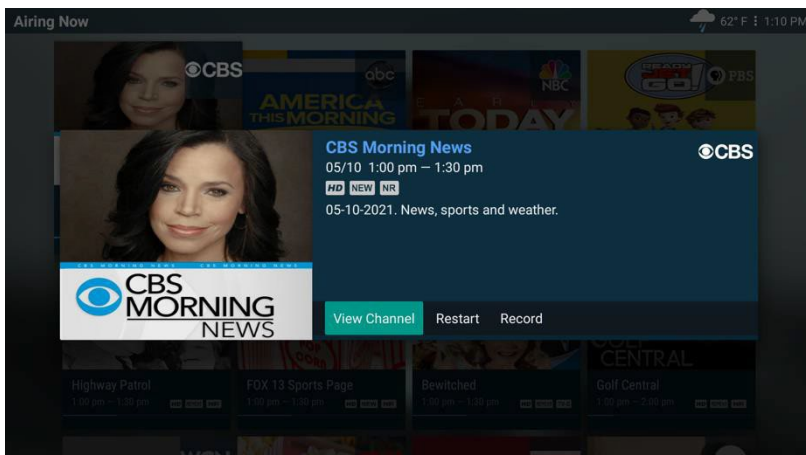 Airing Now
62° F
1:10 PM
CBS
abc
NBC
READY
GO!
PBS
AMERICA
THIS MORNING
EARLY
TODAY
CBS Morning News
CBS
05/10 1:00 pm — 1:30 pm
HD NEW NR
05-10-2021. News, sports and weather.
CBS MORNING NEWS CBS MORNING NEWS
CBS
MORNING
NEWS
View Channel Restart Record
GOLF
CENTRAL
Highway Patrol
FOX 13 Sports Page
Bewitched
Golf Central
1:00 pm – 1:30 pm
1:00 pm – 1:30 pm
1:00 pm – 1:30 pm
1:00 pm – 2:00 pm